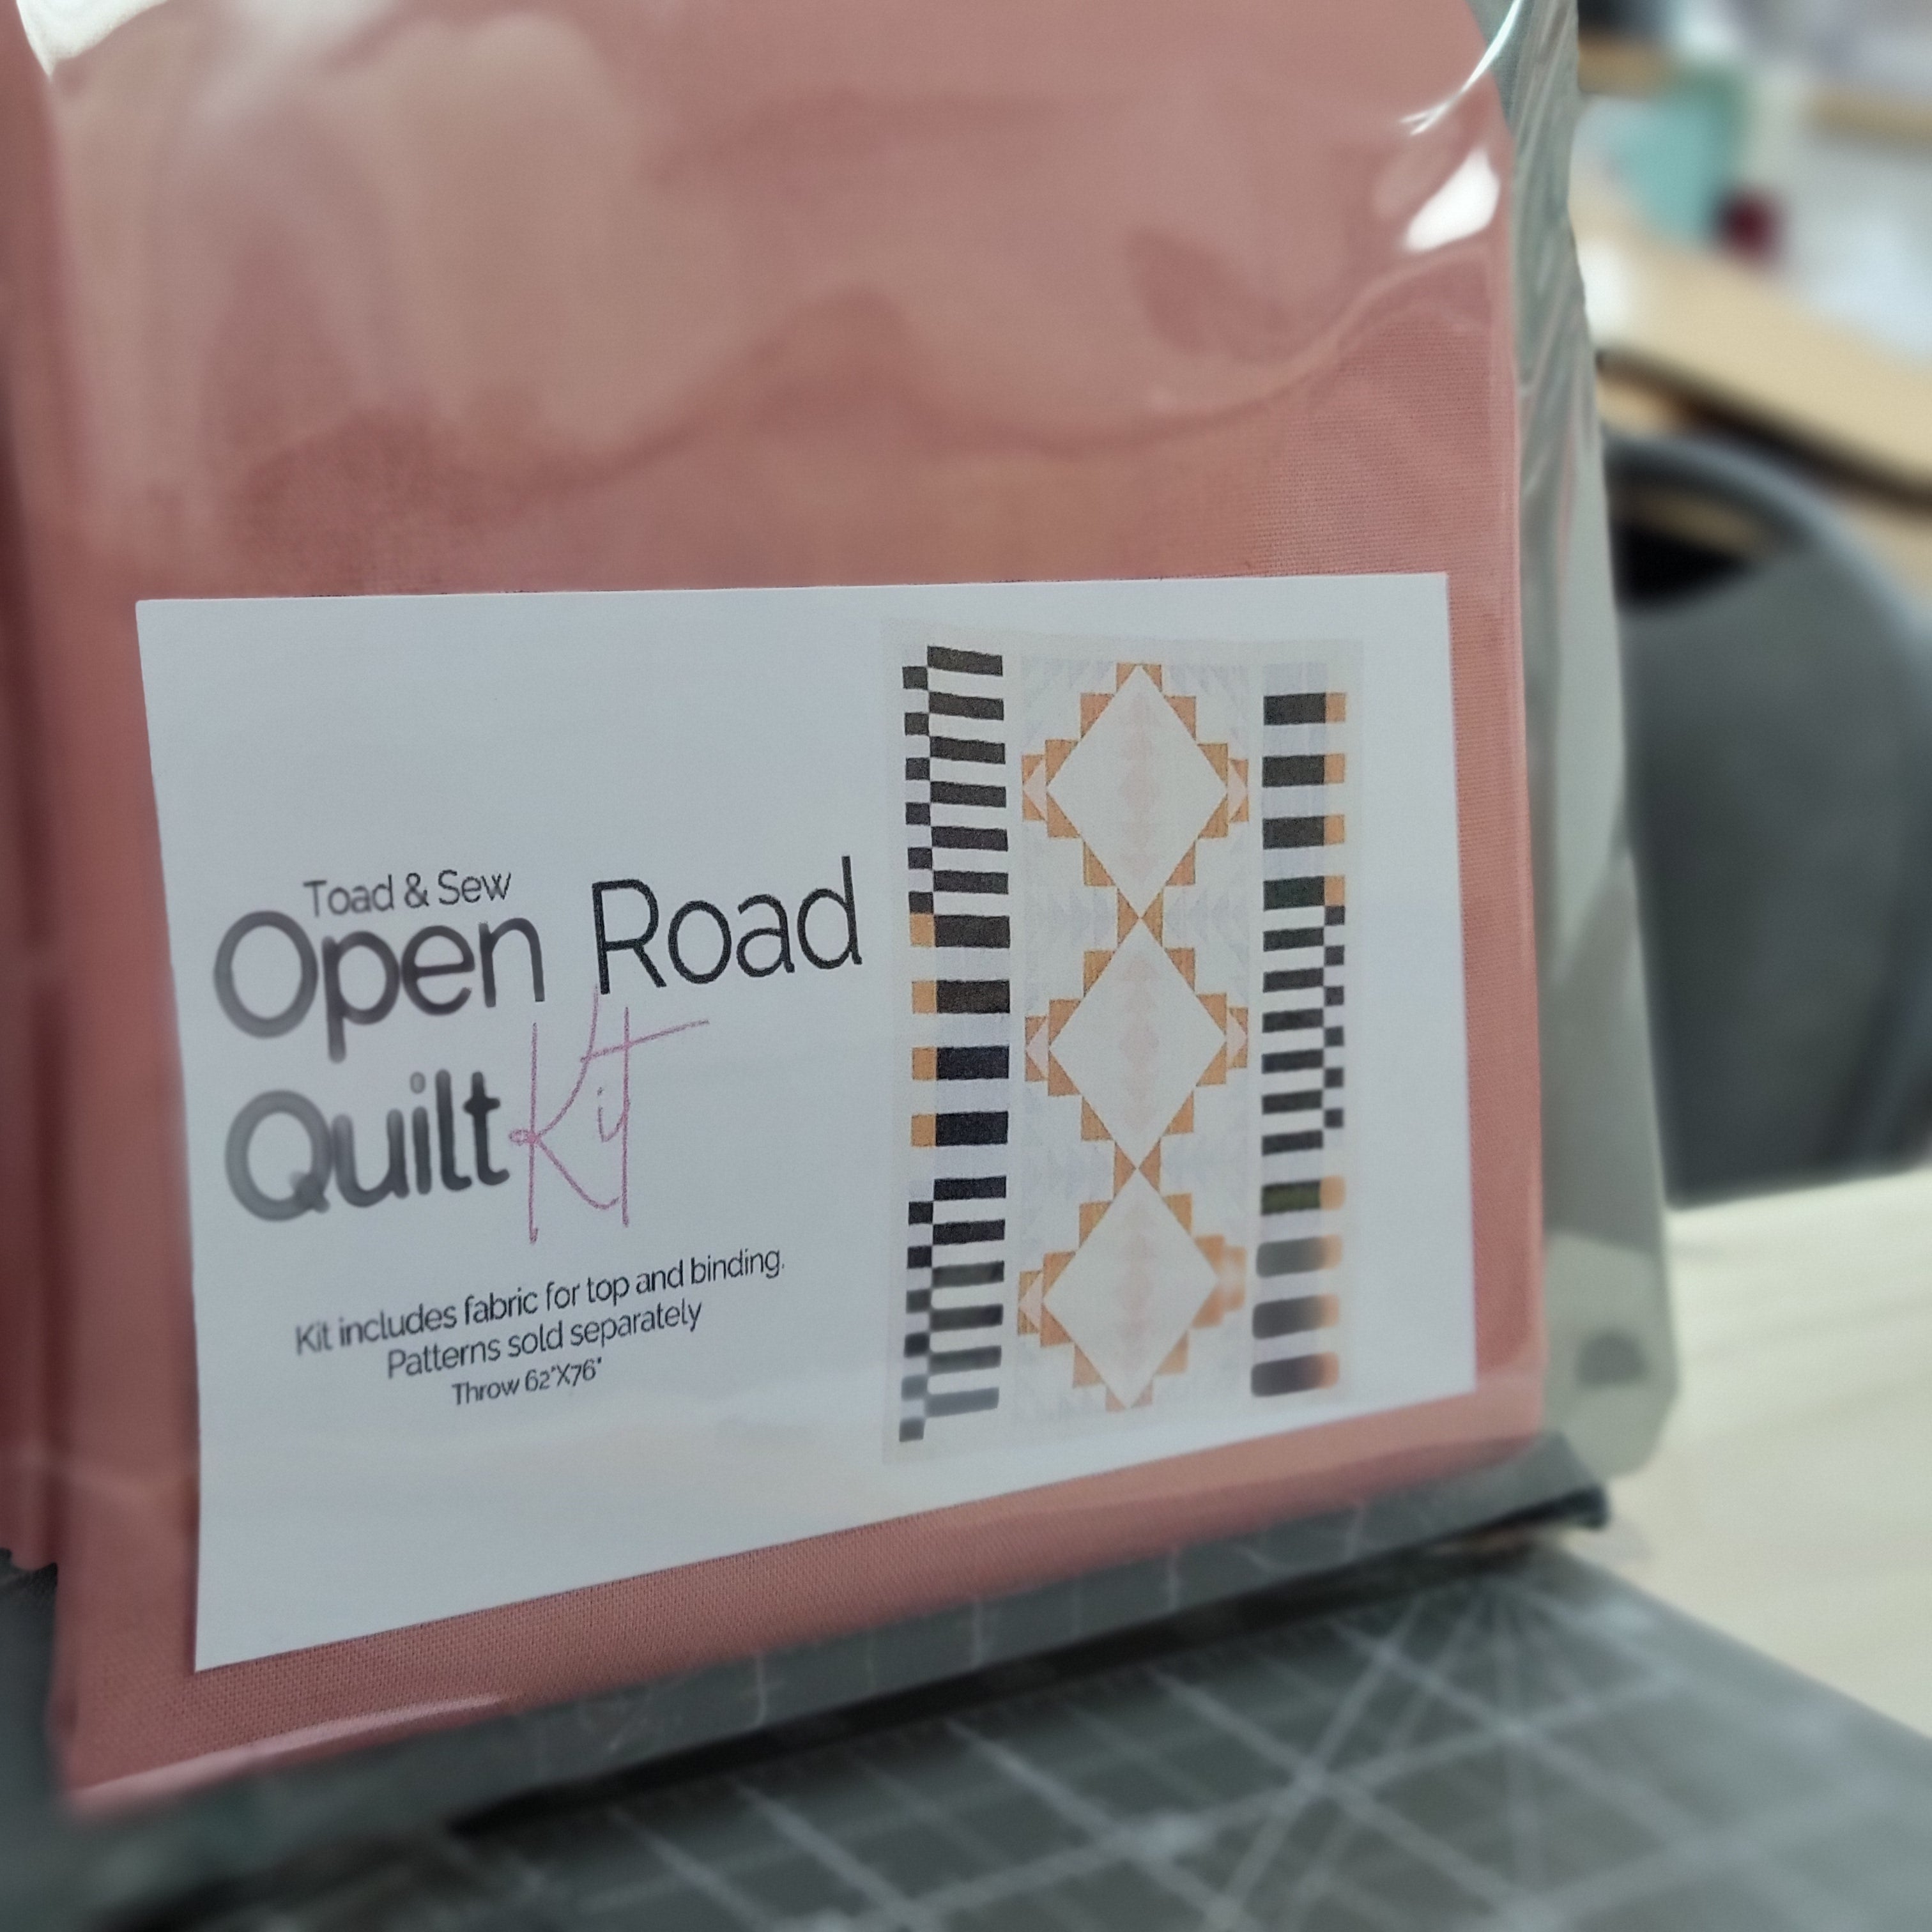 Toad & Sew
Open Road
Quilt Kit
Kit includes fabric for top and binding.
Patterns sold separately
Throw 62"X76"